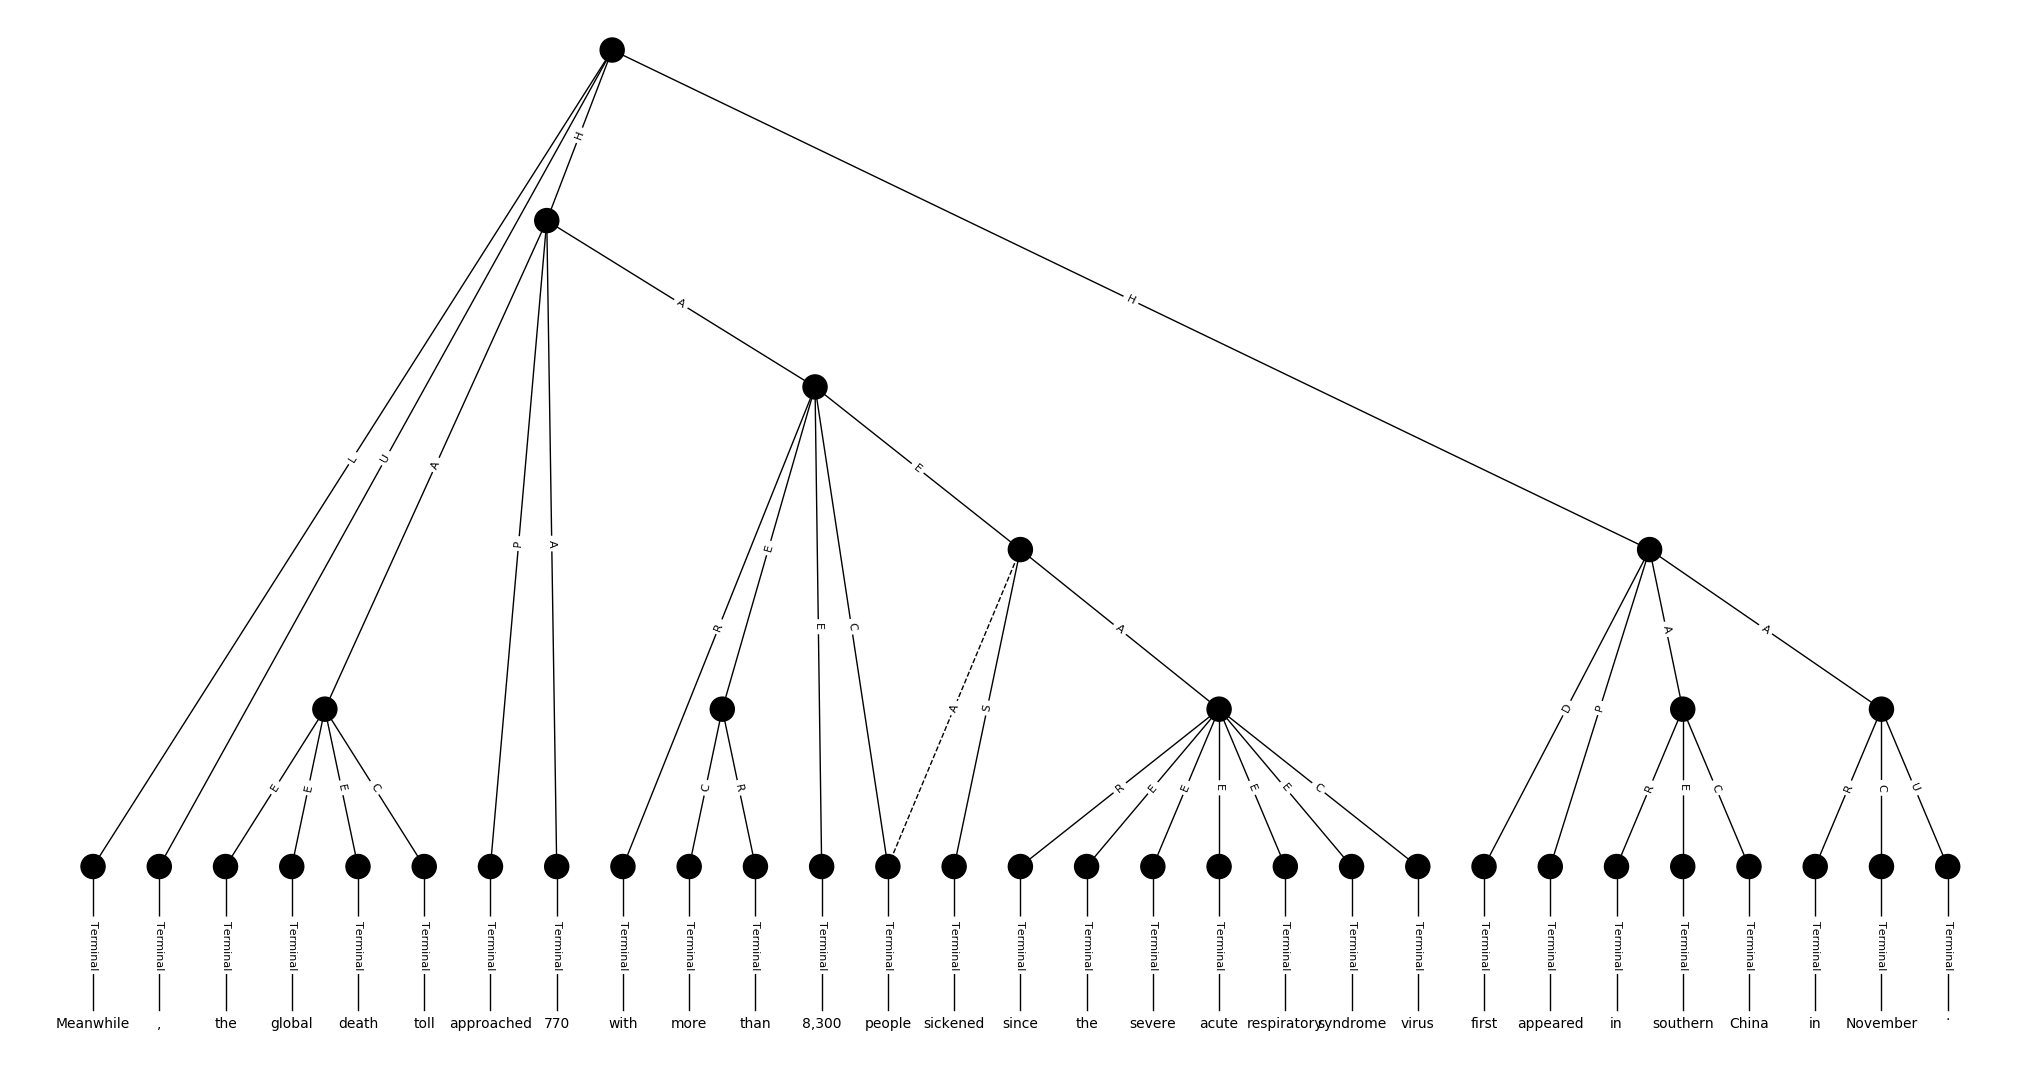 H
H
A
L
U
A
E
P
A
E
R
E
C
A
D
P
A
A
A
S
E
E
E
C
C
R
R
E
E
E
E
E
C
R
E
C
R
C
U
Terminal Terminal Terminal Terminal Terminal Terminal Terminal Terminal Terminal Terminal Terminal Terminal Terminal Terminal Terminal Terminal Terminal Terminal Terminal Terminal Terminal Terminal Terminal Terminal Terminal Terminal Terminal Terminal Terminal
Meanwhile , the global death toll approached 770 with more than 8,300 people sickened since the severe acute respiratory syndrome virus first appeared in southern China in November .